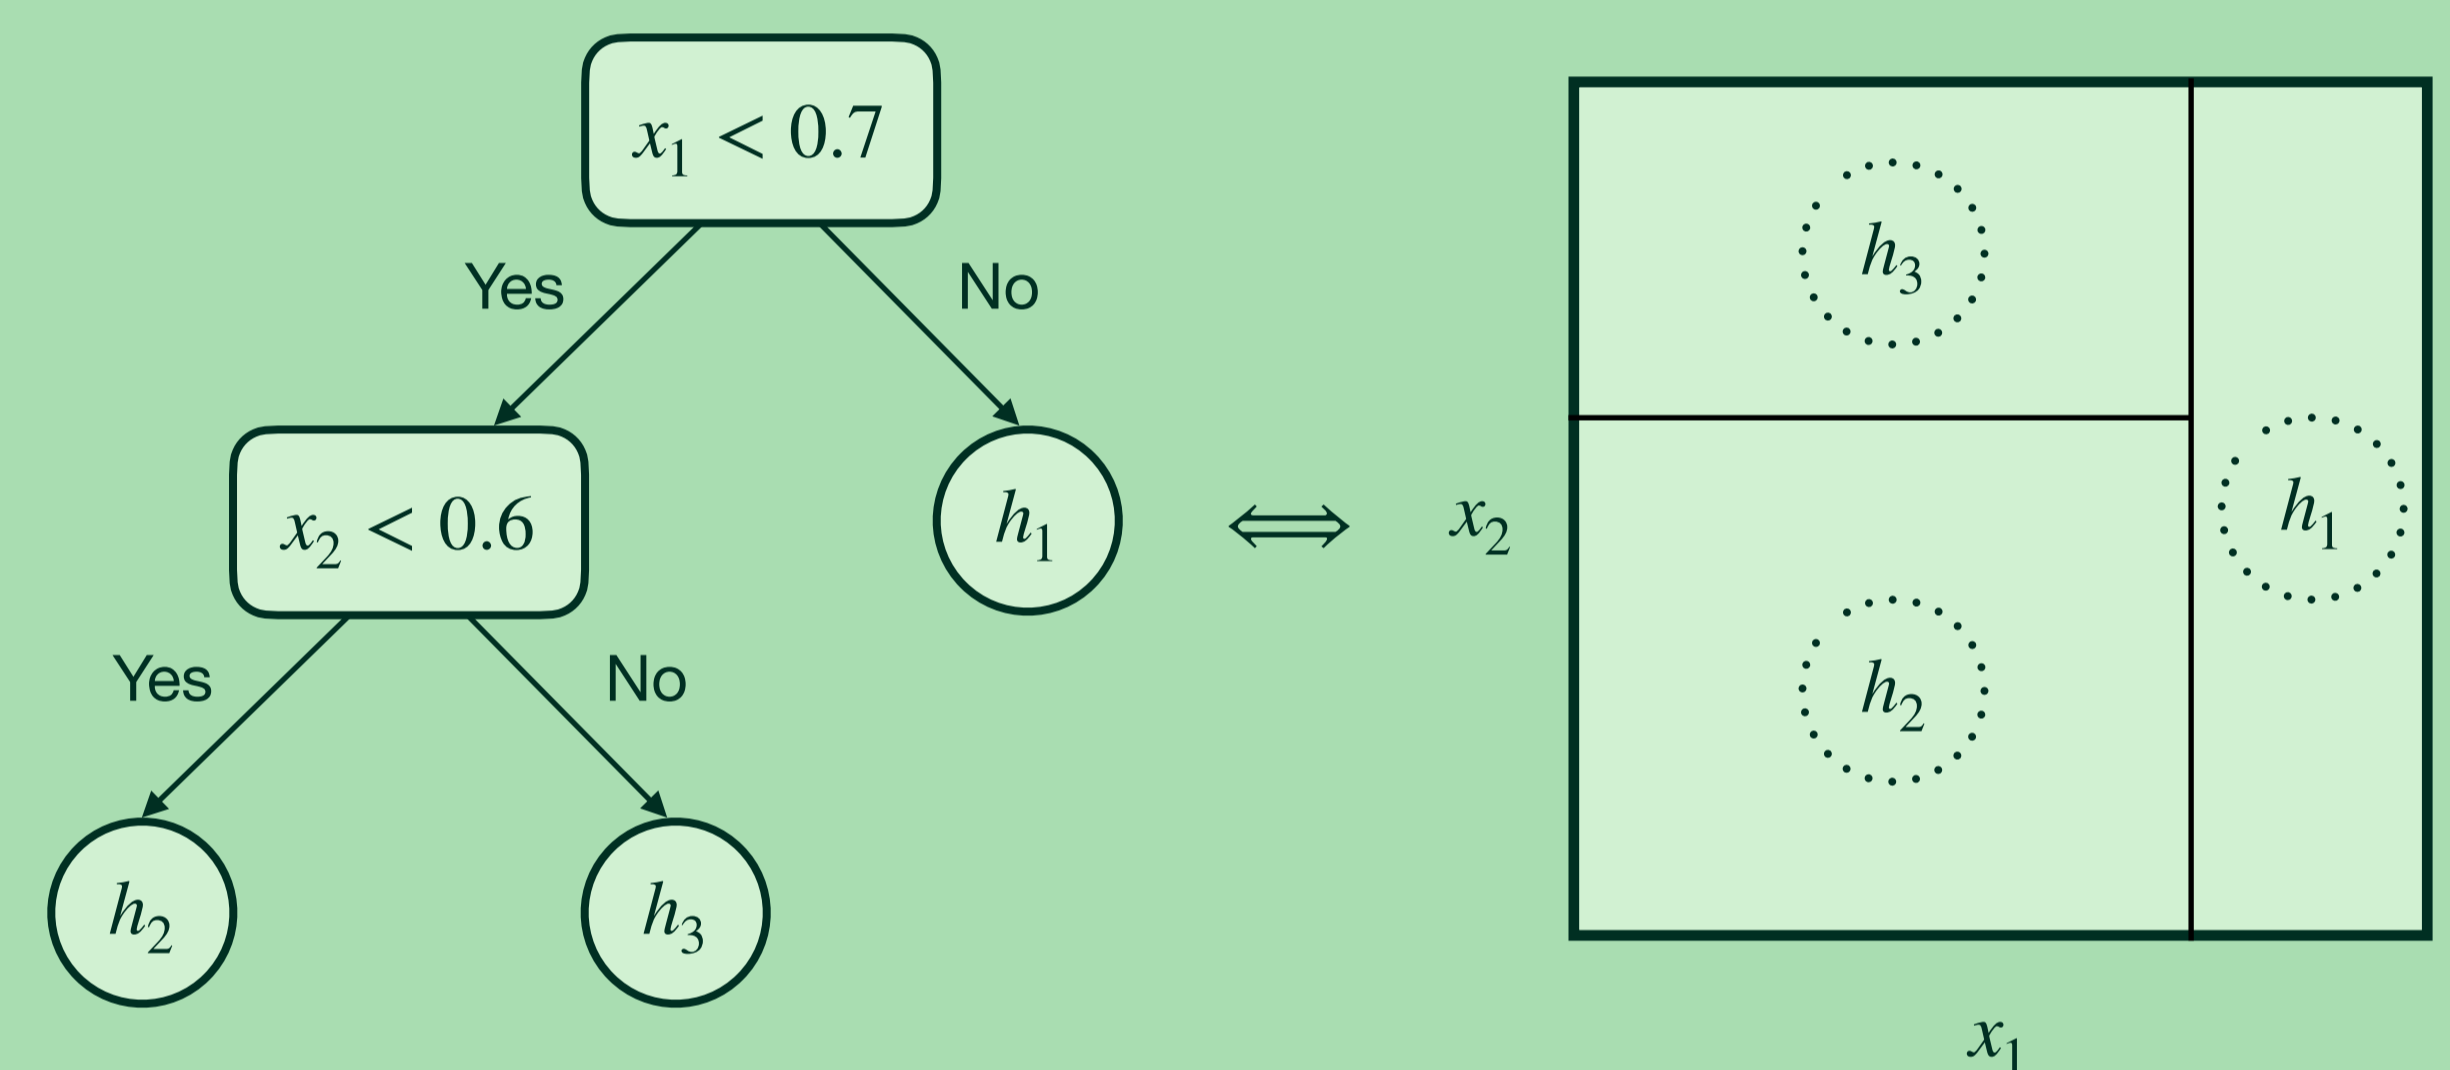 x₁ < 0.7
Yes
No
x₂ < 0.6
h₁
Yes
No
h₂
h₃
⟺
x₂
h₃
h₁
h₂
x₁